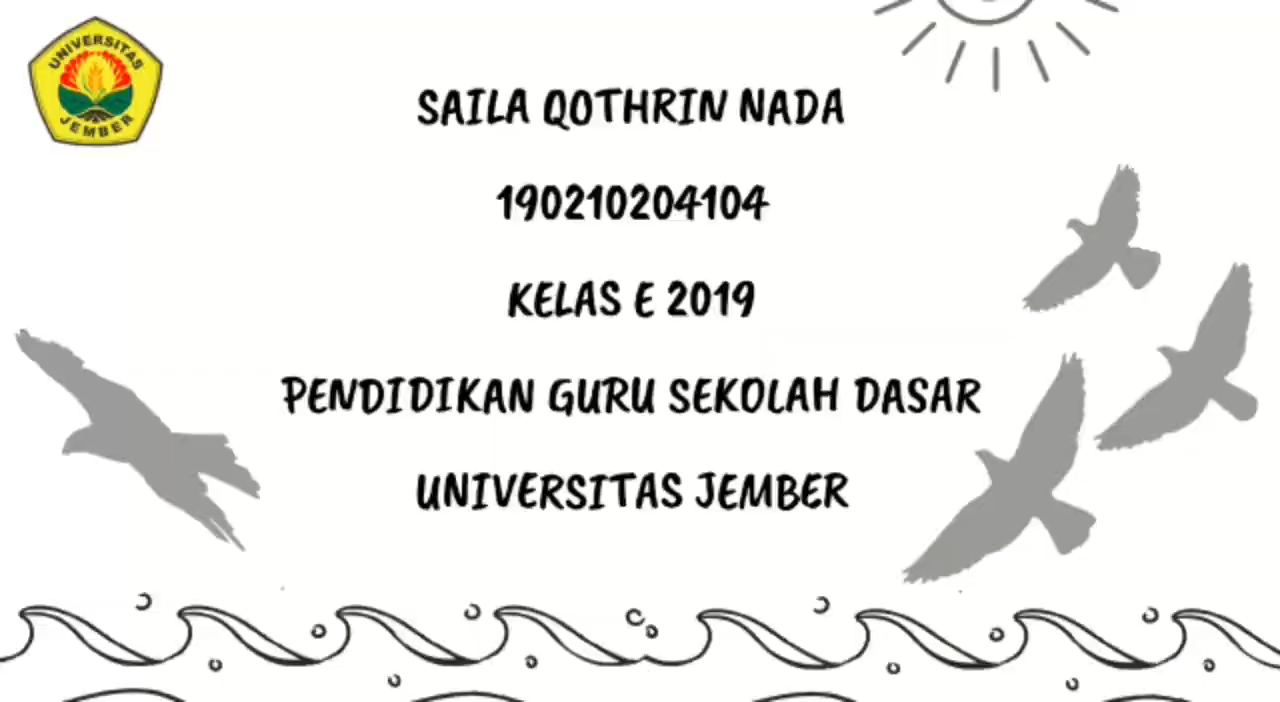 UNIVERSITAS
JEMBER
SAILA QOTHRIN NADA
190210204104
KELAS E 2019
PENDIDIKAN GURU SEKOLAH DASAR
UNIVERSITAS JEMBER